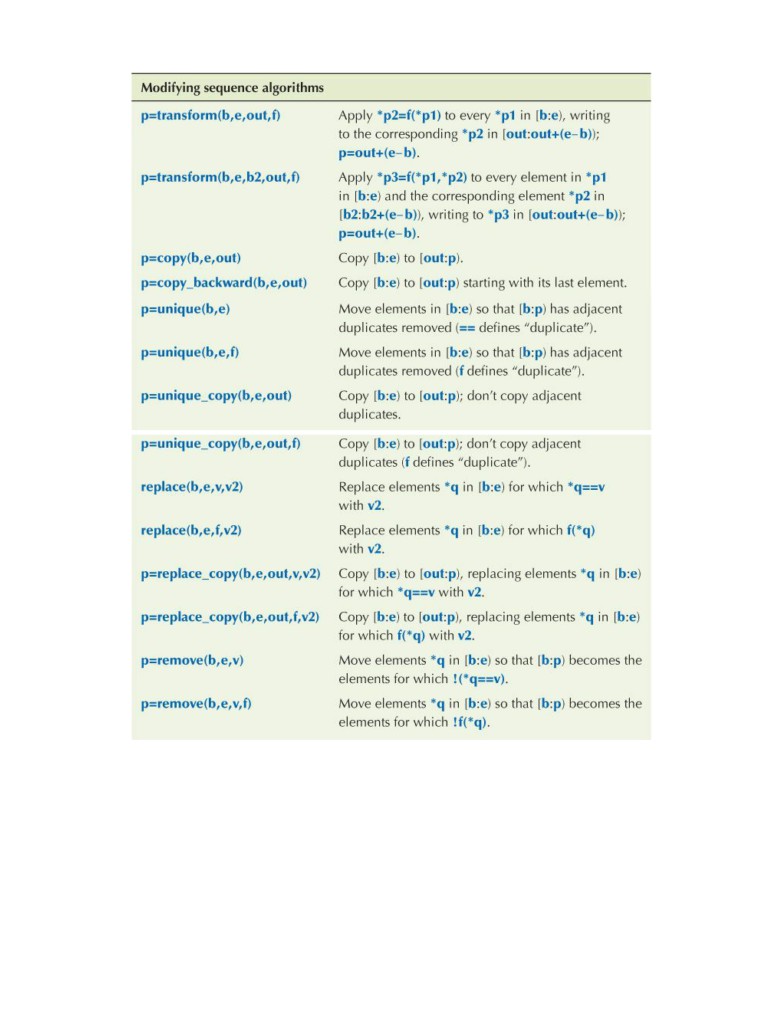 Modifying sequence algorithms
p=transform(b,e,out,f) Apply *p2=f(*p1) to every *p1 in [b:e), writing
to the corresponding *p2 in [out:out+(e–b));
p=out+(e–b).
p=transform(b,e,b2,out,f) Apply *p3=f(*p1,*p2) to every element in *p1
in [b:e) and the corresponding element *p2 in
[b2:b2+(e–b)), writing to *p3 in [out:out+(e–b));
p=out+(e–b).
p=copy(b,e,out) Copy [b:e) to [out:p).
p=copy_backward(b,e,out) Copy [b:e) to [out:p) starting with its last element.
p=unique(b,e) Move elements in [b:e) so that [b:p) has adjacent
duplicates removed (== defines “duplicate”).
p=unique(b,e,f) Move elements in [b:e) so that [b:p) has adjacent
duplicates removed (f defines “duplicate”).
p=unique_copy(b,e,out) Copy [b:e) to [out:p); don’t copy adjacent
duplicates.
p=unique_copy(b,e,out,f) Copy [b:e) to [out:p); don’t copy adjacent
duplicates (f defines “duplicate”).
replace(b,e,v,v2) Replace elements *q in [b:e) for which *q==v
with v2.
replace(b,e,f,v2) Replace elements *q in [b:e) for which f(*q)
with v2.
p=replace_copy(b,e,out,v,v2) Copy [b:e) to [out:p), replacing elements *q in [b:e)
for which *q==v with v2.
p=replace_copy(b,e,out,f,v2) Copy [b:e) to [out:p), replacing elements *q in [b:e)
for which f(*q) with v2.
p=remove(b,e,v) Move elements *q in [b:e) so that [b:p) becomes the
elements for which !(*q==v).
p=remove(b,e,v,f) Move elements *q in [b:e) so that [b:p) becomes the
elements for which !f(*q).